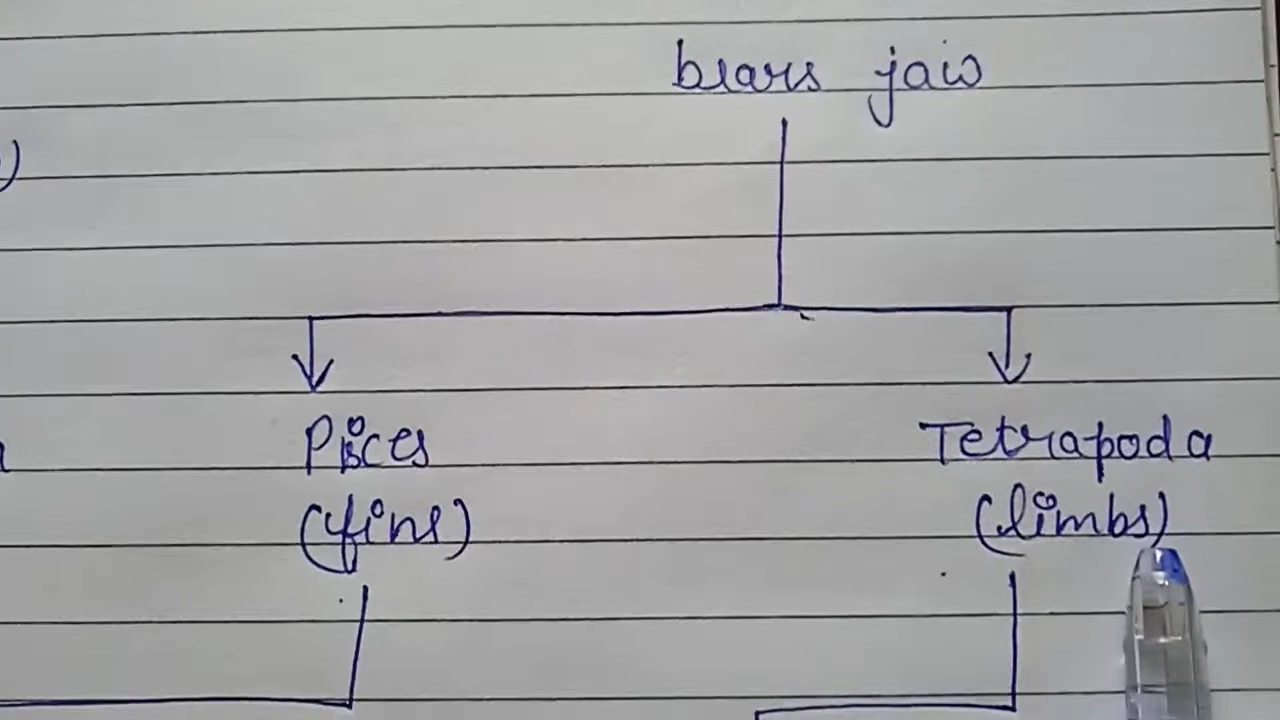 bears jaw
Pisces
(fins)
Tetrapoda
(limbs)